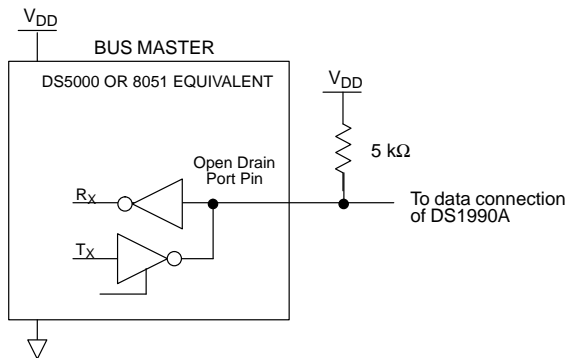 VDD
BUS MASTER
DS5000 OR 8051 EQUIVALENT
VDD
5 kΩ
Open Drain
Port Pin
RX
To data connection
of DS1990A
TX